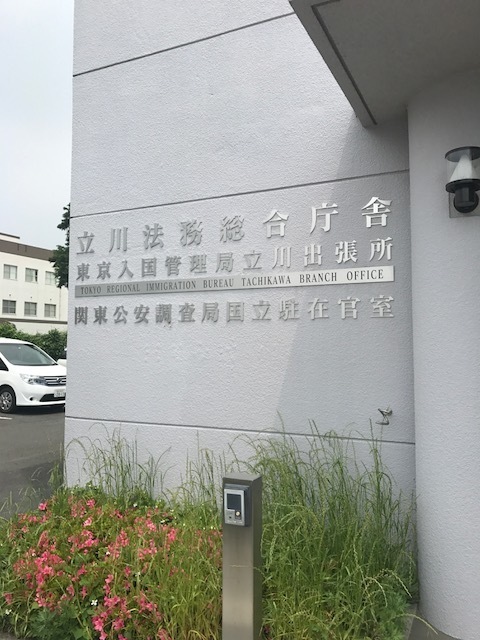 立川法務総合庁舎
東京入国管理局立川出張所
TOKYO REGIONAL IMMIGRATION BUREAU TACHIKAWA BRANCH OFFICE
関東公安調査局国立駐在官室